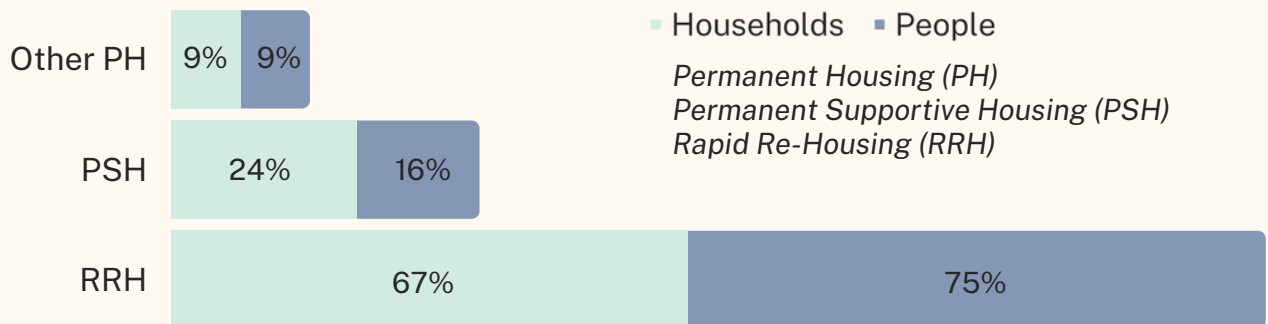 Households People
Permanent Housing (PH)
Permanent Supportive Housing (PSH)
Rapid Re-Housing (RRH)
Other PH 9% 9%
PSH 24% 16%
RRH 67% 75%